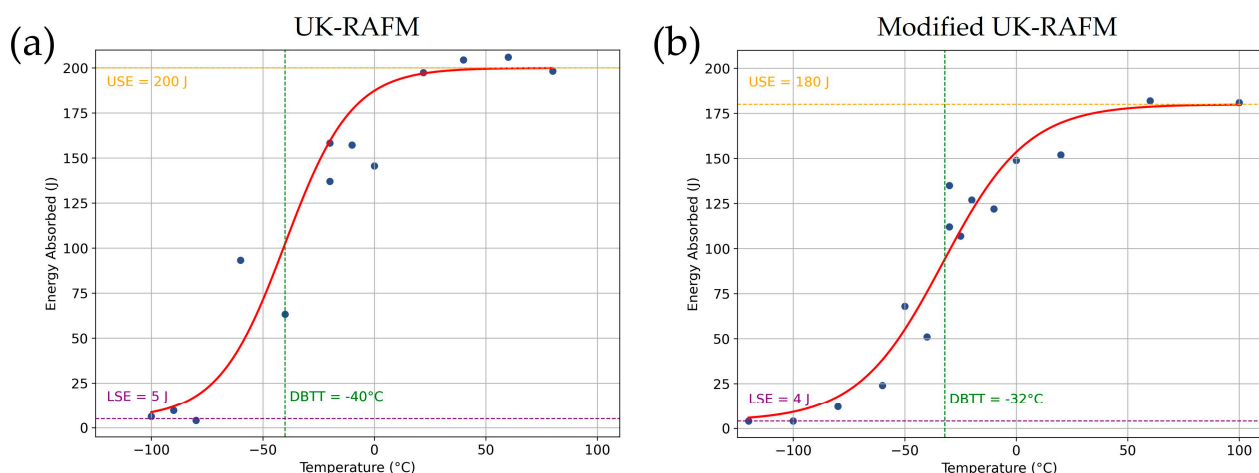 (a)
UK-RAFM
200
175
150
125
100
75
50
25
0
Energy Absorbed (J)
USE = 200 J
LSE = 5 J
DBTT = -40°C
−100
−50
0
50
100
Temperature (°C)
(b)
Modified UK-RAFM
200
175
150
125
100
75
50
25
0
Energy Absorbed (J)
USE = 180 J
LSE = 4 J
DBTT = -32°C
−100
−50
0
50
100
Temperature (°C)